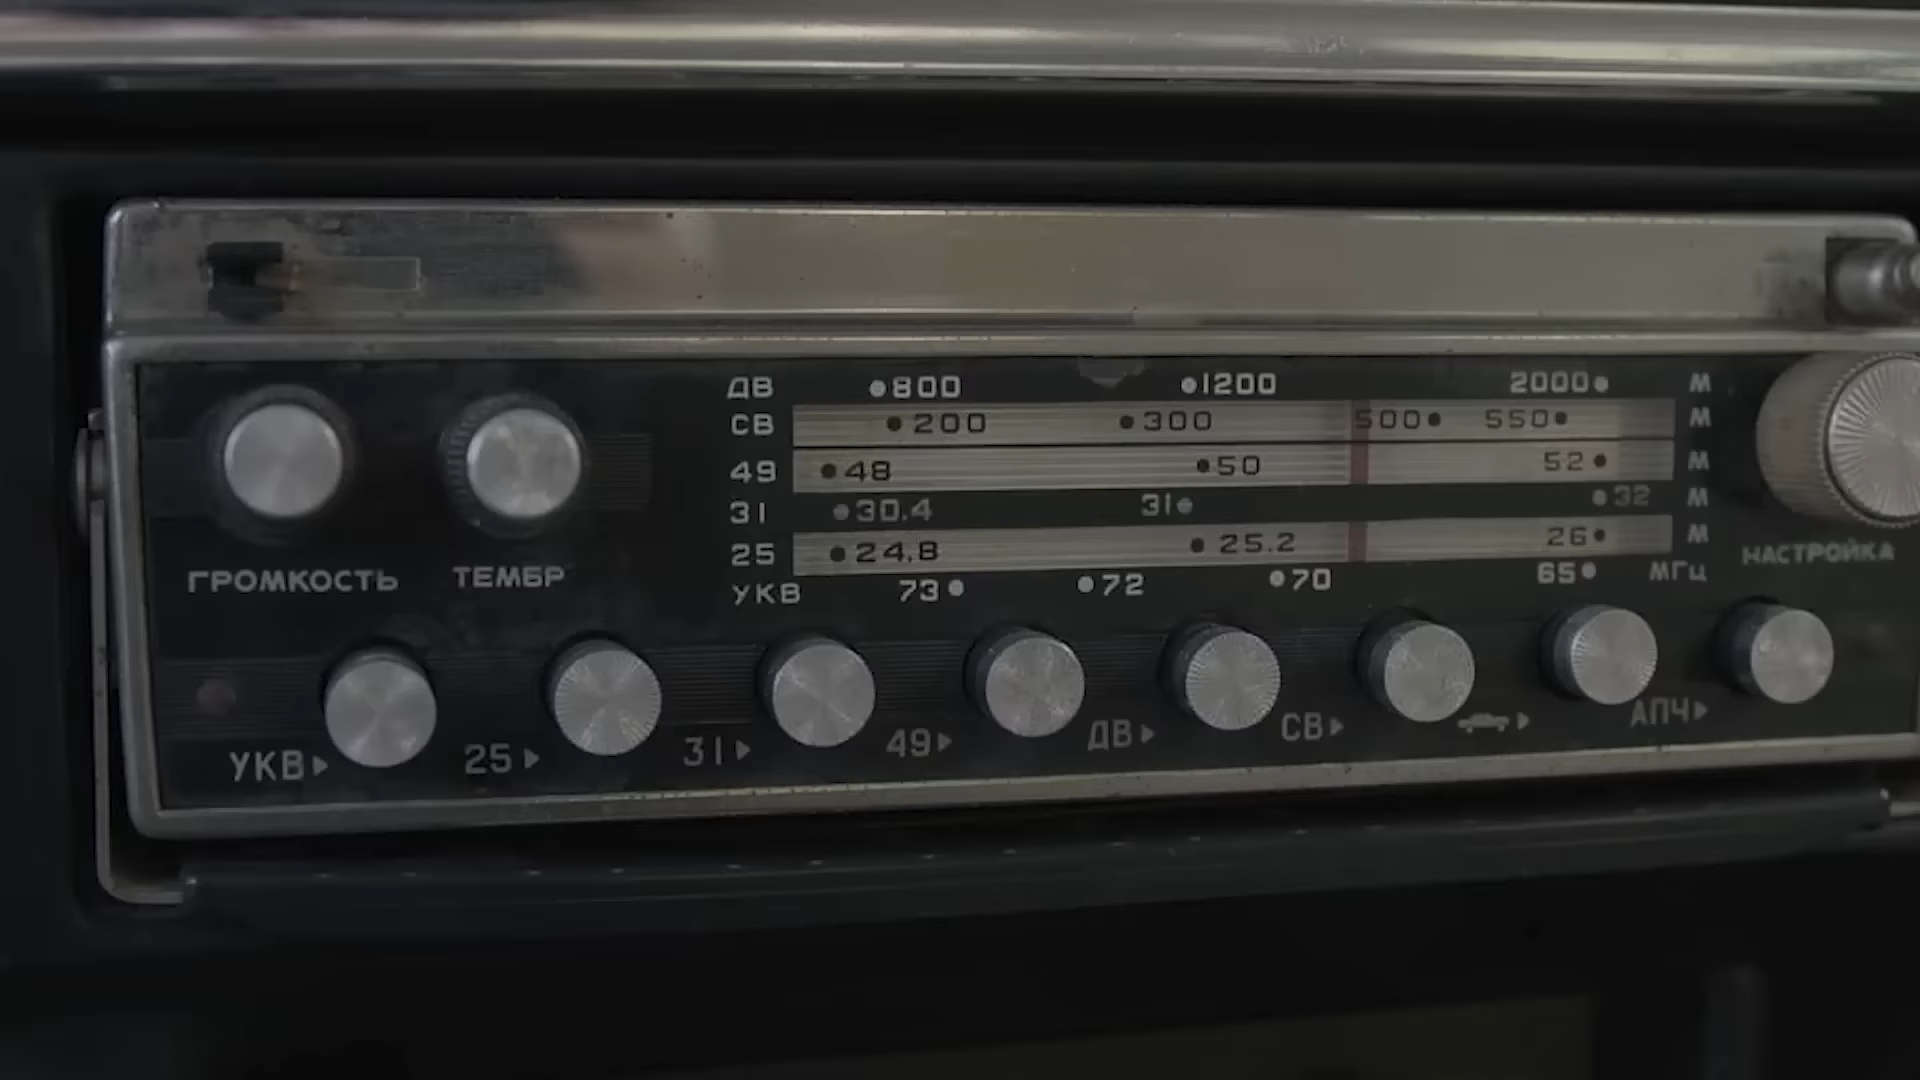 ДВ 800 1200 2000 М
СВ 200 300 500 550 М
49 48 50 52 М
31 30.4 31 32 М
25 24.8 25.2 26 М
УКВ 73 72 70 65 МГц
ГРОМКОСТЬ ТЕМБР НАСТРОЙКА
УКВ 25 31 49 ДВ СВ АПЧ